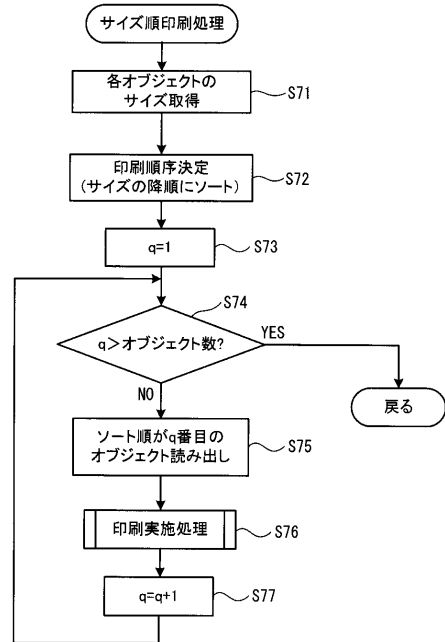 サイズ順印刷処理
各オブジェクトの
サイズ取得
S71
印刷順序決定
(サイズの降順にソート)
S72
q=1
S73
S74
q>オブジェクト数?
YES
NO
戻る
ソート順がq番目の
オブジェクト読み出し
S75
印刷実施処理
S76
q=q+1
S77